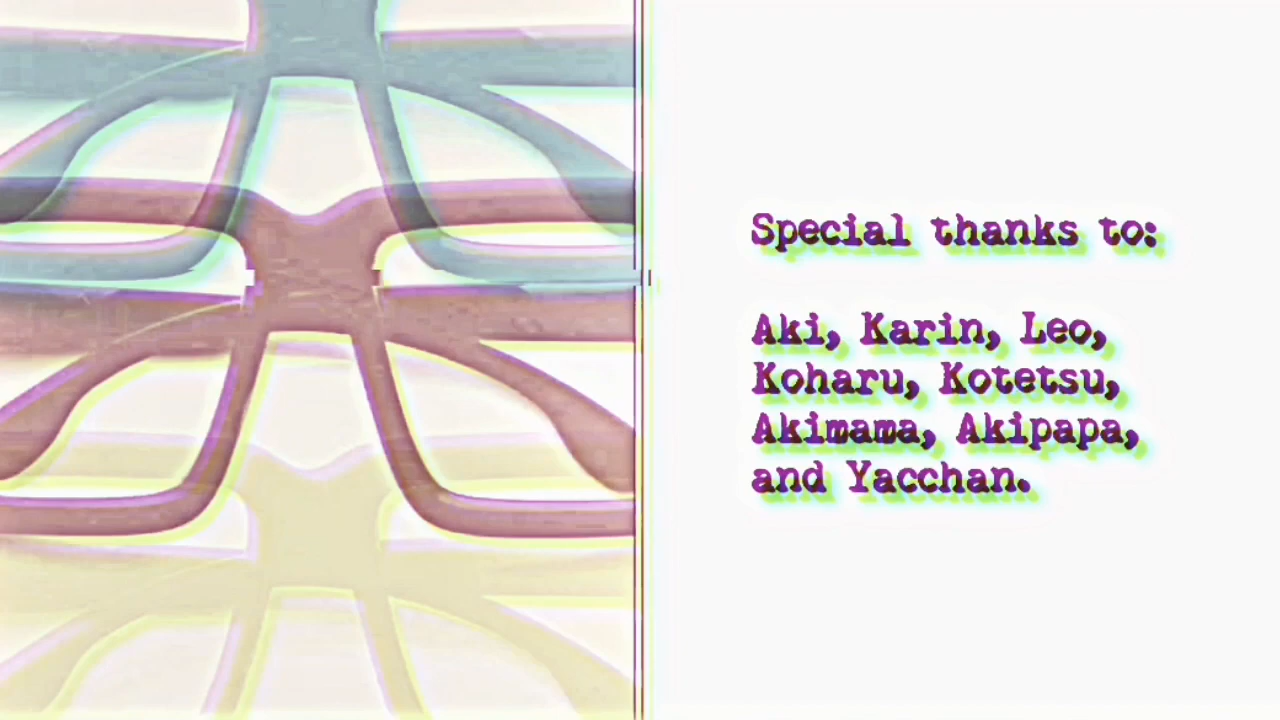 Special thanks to:
Aki, Karin, Leo,
Koharu, Kotetsu,
Akimama, Akipapa,
and Yacchan.